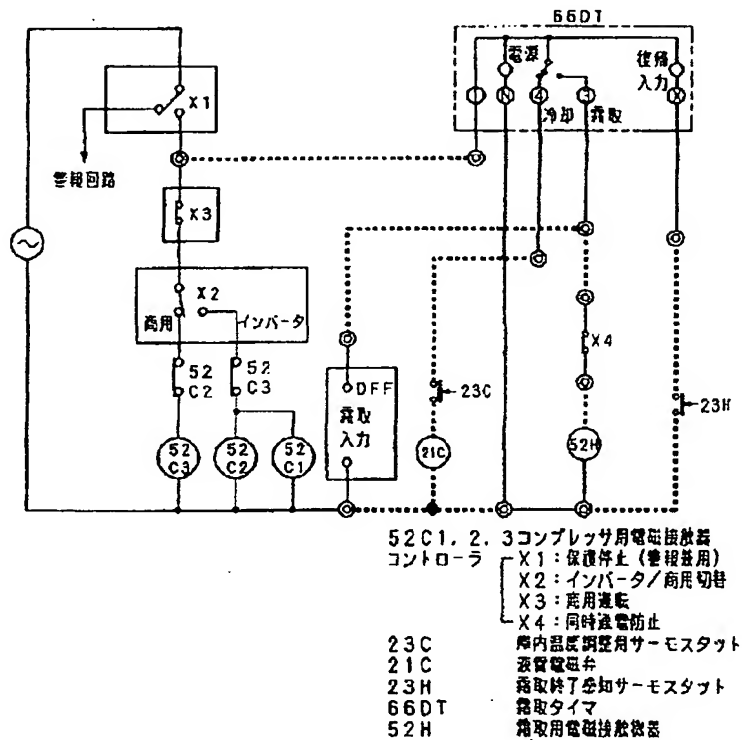 66DT
電源
復帰
入力
X1
1
N
4
3
X
冷却 霜取
警報回路
X3
X2
商用
インバータ
52
C2
52
C3
DFF
霜取
入力
X4
23C
23H
52
C3
52
C2
52
C1
21C
52H
52C1, 2, 3コンプレッサ用電磁接触器
コントローラ
X1:保護停止(警報兼用)
X2:インバータ/商用切替
X3:商用運転
X4:同時通電防止
23C 庫内温度調整用サーモスタット
21C 液管電磁弁
23H 霜取終了感知サーモスタット
66DT 霜取タイマ
52H 霜取用電磁接触機器